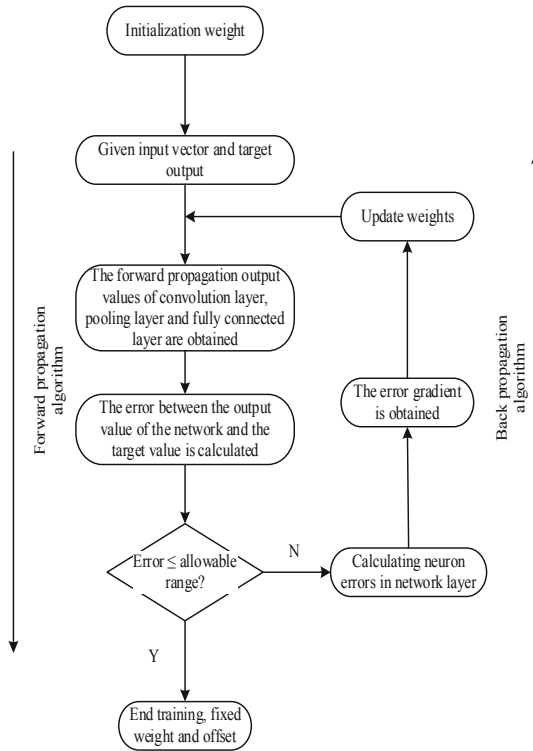 Initialization weight
Given input vector and target
output
Update weights
The forward propagation output
values of convolution layer,
pooling layer and fully connected
layer are obtained
Forward propagation
algorithm
Back propagation
algorithm
The error gradient
is obtained
The error between the output
value of the network and the
target value is calculated
Error ≤ allowable
range?
N
Calculating neuron
errors in network layer
Y
End training, fixed
weight and offset